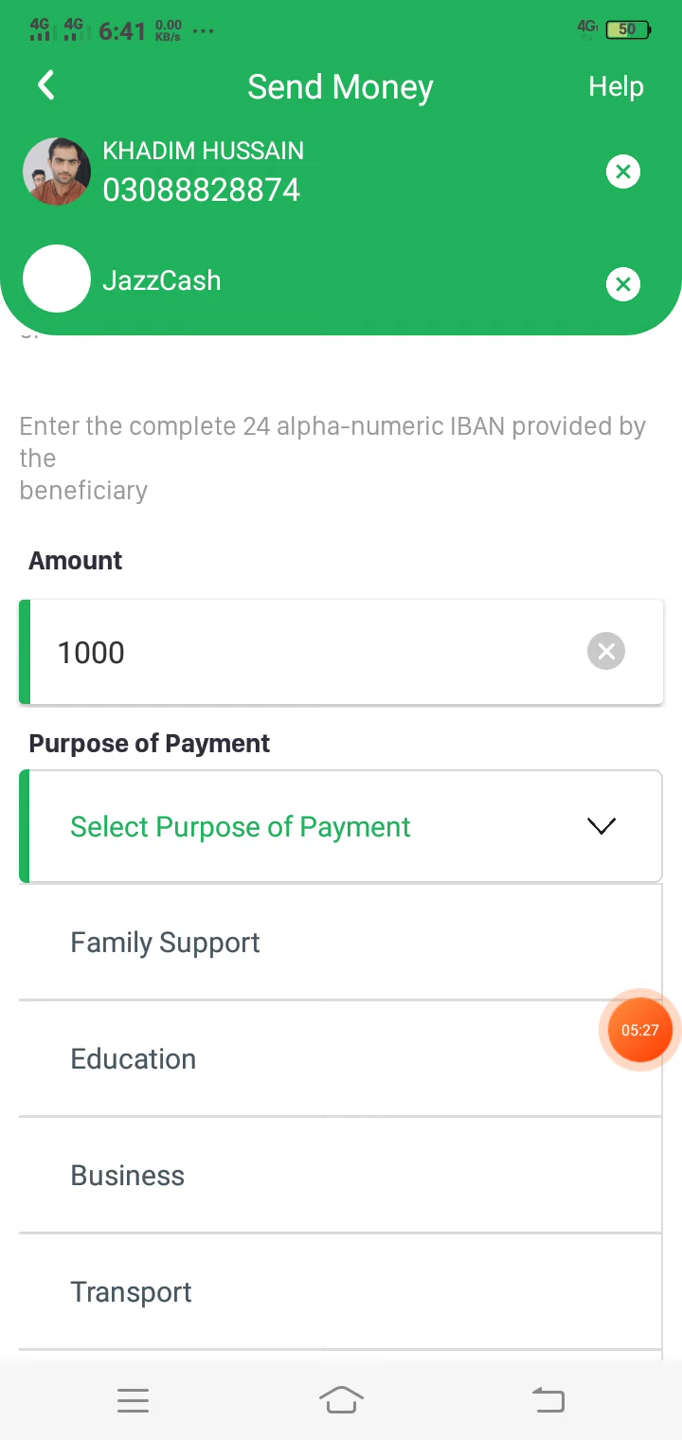 4G 4G 6:41 0.00 KB/s ... 4G 50
Send Money Help
KHADIM HUSSAIN
03088828874
JazzCash
Enter the complete 24 alpha-numeric IBAN provided by
the
beneficiary
Amount
1000
Purpose of Payment
Select Purpose of Payment
Family Support
Education
05:27
Business
Transport